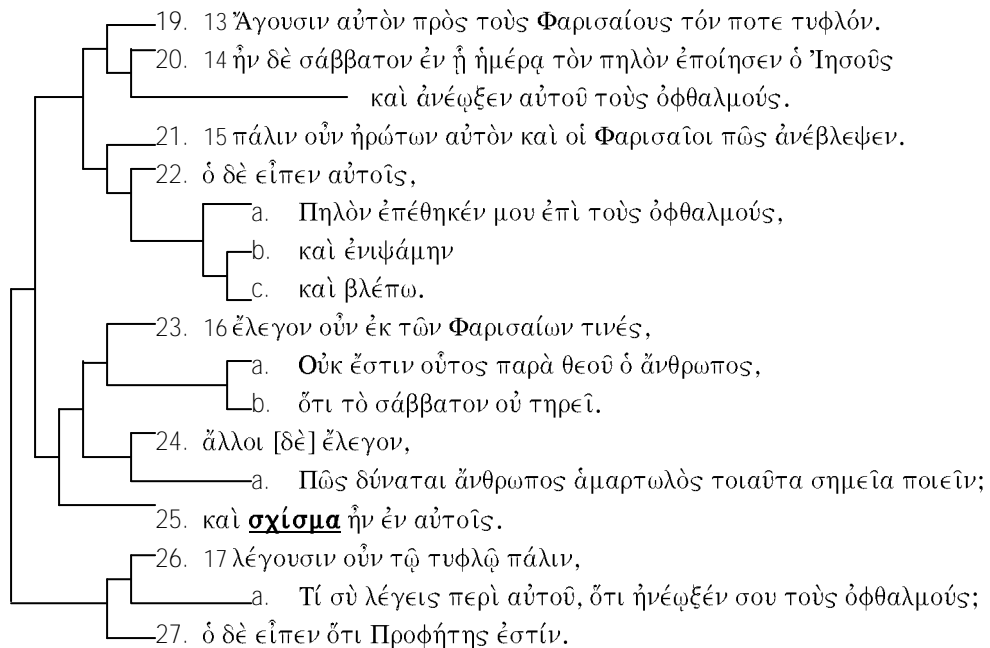 19. 13 Ἄγουσιν αὐτὸν πρὸς τοὺς Φαρισαίους τόν ποτε τυφλόν.
20. 14 ἦν δὲ σάββατον ἐν ᾗ ἡμέρᾳ τὸν πηλὸν ἐποίησεν ὁ Ἰησοῦς
καὶ ἀνέῳξεν αὐτοῦ τοὺς ὀφθαλμούς.
21. 15 πάλιν οὖν ἠρώτων αὐτὸν καὶ οἱ Φαρισαῖοι πῶς ἀνέβλεψεν.
22. ὁ δὲ εἶπεν αὐτοῖς,
a. Πηλὸν ἐπέθηκέν μου ἐπὶ τοὺς ὀφθαλμούς,
b. καὶ ἐνιψάμην
c. καὶ βλέπω.
23. 16 ἔλεγον οὖν ἐκ τῶν Φαρισαίων τινές,
a. Οὐκ ἔστιν οὗτος παρὰ θεοῦ ὁ ἄνθρωπος,
b. ὅτι τὸ σάββατον οὐ τηρεῖ.
24. ἄλλοι [δὲ] ἔλεγον,
a. Πῶς δύναται ἄνθρωπος ἁμαρτωλὸς τοιαῦτα σημεῖα ποιεῖν;
25. καὶ σχίσμα ἦν ἐν αὐτοῖς.
26. 17 λέγουσιν οὖν τῷ τυφλῷ πάλιν,
a. Τί σὺ λέγεις περὶ αὐτοῦ, ὅτι ἠνέῳξέν σου τοὺς ὀφθαλμούς;
27. ὁ δὲ εἶπεν ὅτι Προφήτης ἐστίν.